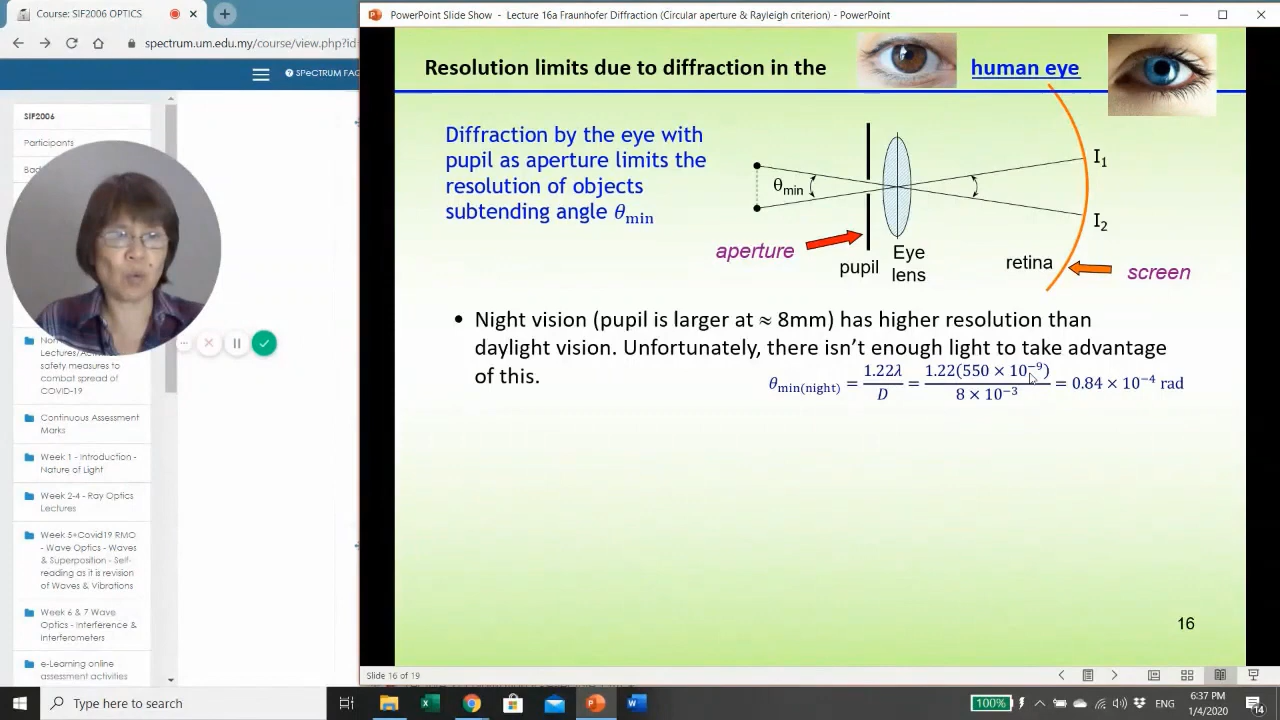 Course: SIF2006 OPTICS
PowerPoint Slide Show - Lecture 16a Fraunhofer Diffraction (Circular aperture & Rayleigh criterion) - PowerPoint
spectrum.um.edu.my/course/view.php?id=
SPeCTRUM FAQ
SIF2006
Participants
Lectures/Activ
measures to
combat spread of
COVID-19
Continuous Assessment
Marks
Week 1 - Introduction -
Nature of Light
Week 2-4 - Ray Optics
Lectures
Week 5+Covid19 RMO
- Wave Optics - Waves
& Superposition - Self-
reading as it is revision
of Waves & Vibrations
Week 6 & 7 Wave
Optics - Interference &
Interferometers
e-Learning online
assessment activities
Resolution limits due to diffraction in the human eye
Diffraction by the eye with
pupil as aperture limits the
resolution of objects
subtending angle θmin
θmin
I1
I2
aperture
pupil
Eye
lens
retina
screen
• Night vision (pupil is larger at ≈ 8mm) has higher resolution than
daylight vision. Unfortunately, there isn't enough light to take advantage
of this.
θmin(night) = 1.22λ/D = 1.22(550 × 10⁻⁹)/8 × 10⁻³ = 0.84 × 10⁻⁴ rad
16
Slide 16 of 19
Type here to search
100%
ENG
6:37 PM
1/4/2020
14